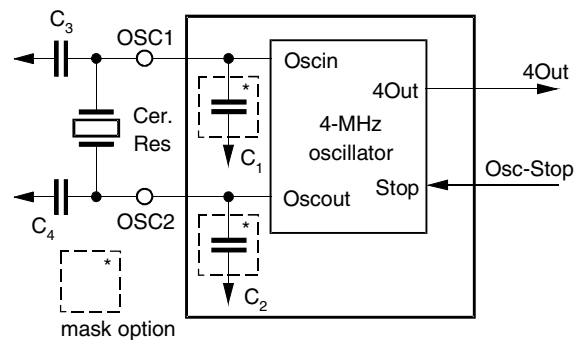 C3
OSC1
Oscin
*
4Out
4Out
Cer.
Res
4-MHz
oscillator
C1
Osc-Stop
Stop
Oscout
C4
OSC2
*
*
C2
mask option